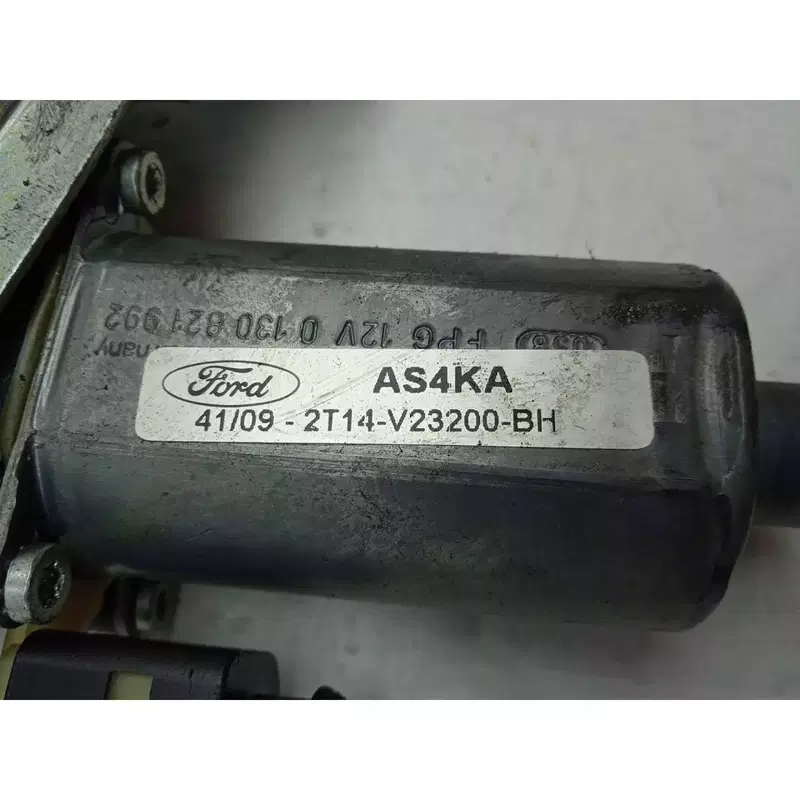 FPG 12V 0 130 821 992
Ford
AS4KA
41/09 - 2T14-V23200-BH